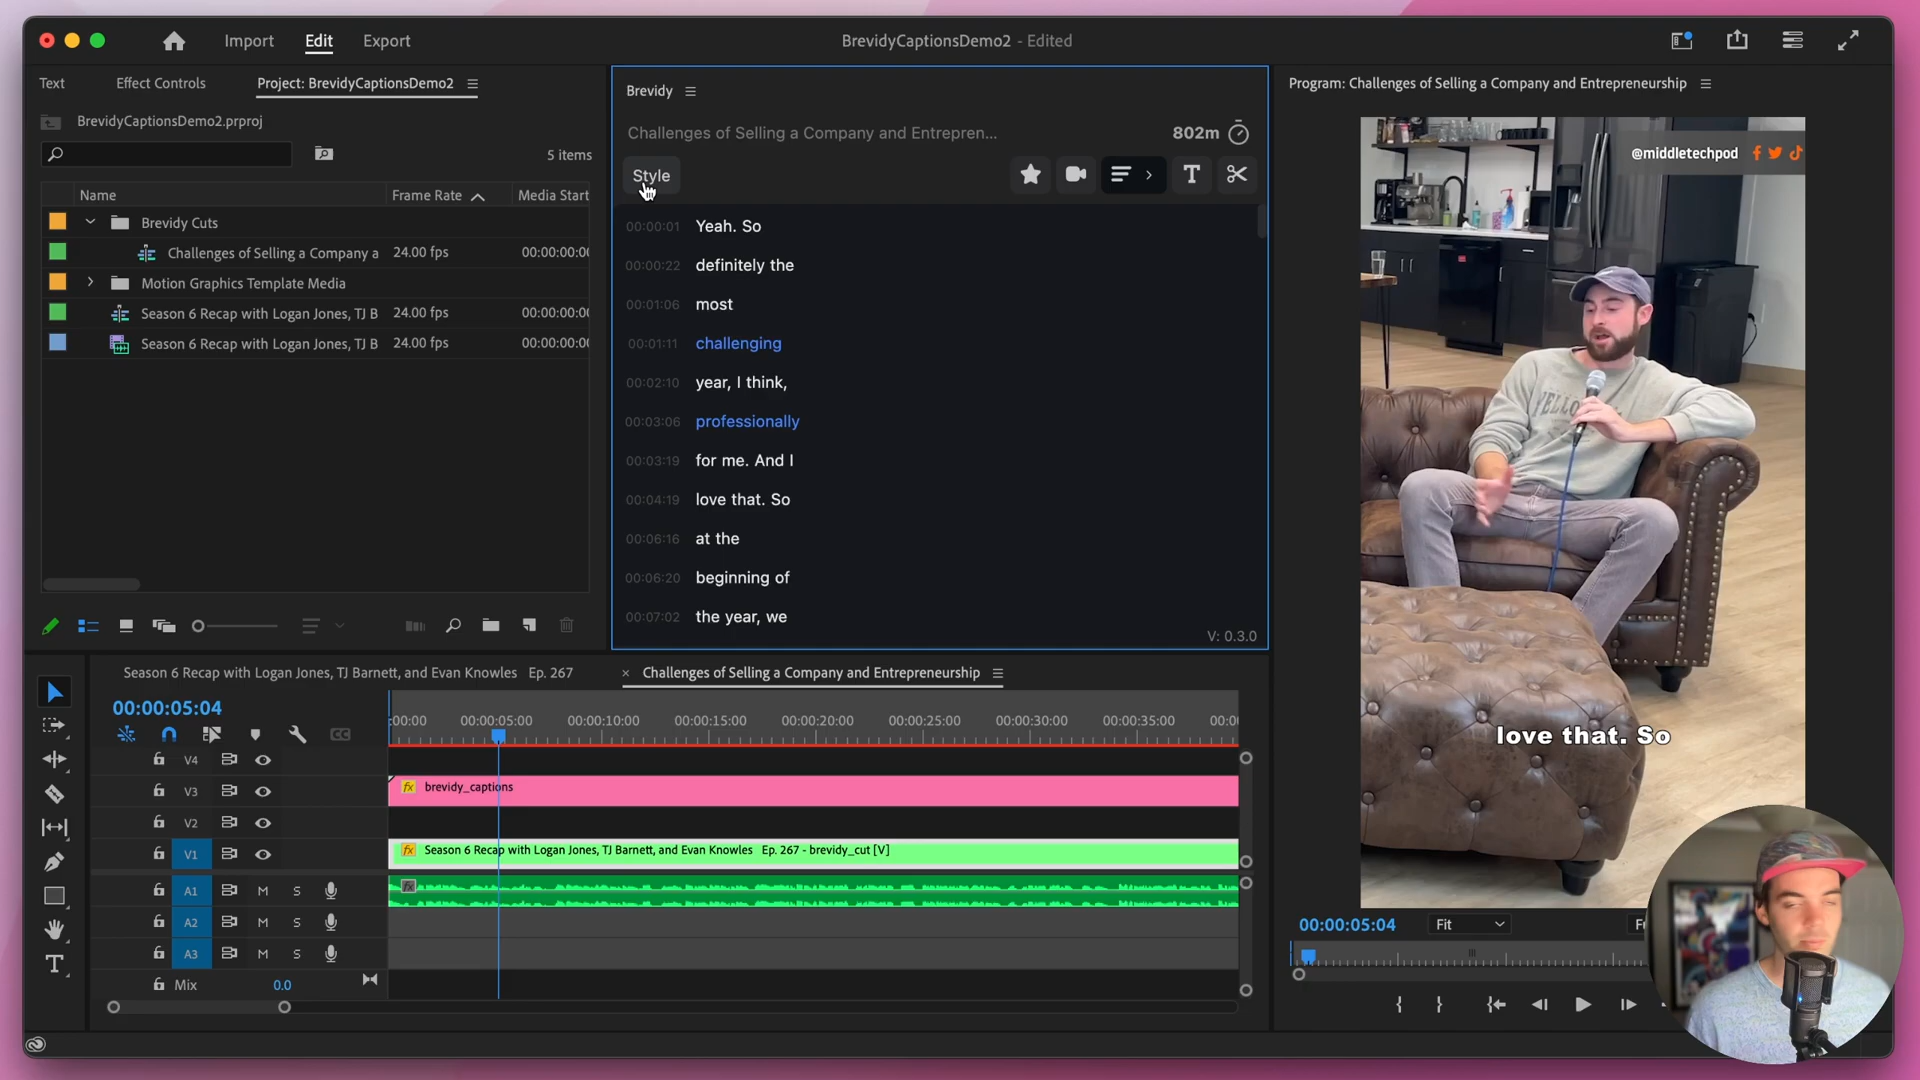 Import
Edit
Export
BrevidyCaptionsDemo2 - Edited
Text
Effect Controls
Project: BrevidyCaptionsDemo2
BrevidyCaptionsDemo2.prproj
5 items
Name
Frame Rate
Media Start
Brevidy Cuts
Challenges of Selling a Company a
24.00 fps
00:00:00:0
Motion Graphics Template Media
Season 6 Recap with Logan Jones, TJ B
24.00 fps
00:00:00:0
Season 6 Recap with Logan Jones, TJ B
24.00 fps
00:00:00:0
Brevidy
Challenges of Selling a Company and Entrepren...
802m
Style
00:00:01 Yeah. So
00:00:22 definitely the
00:01:06 most
00:01:11 challenging
00:02:10 year, I think,
00:03:06 professionally
00:03:19 for me. And I
00:04:19 love that. So
00:06:16 at the
00:06:20 beginning of
00:07:02 the year, we
V: 0.3.0
Program: Challenges of Selling a Company and Entrepreneurship
@middletechpod
love that. So
00:00:05:04
Fit
Season 6 Recap with Logan Jones, TJ Barnett, and Evan Knowles Ep. 267
Challenges of Selling a Company and Entrepreneurship
00:00:05:04
:00:00
00:00:05:00
00:00:10:00
00:00:15:00
00:00:20:00
00:00:25:00
00:00:30:00
00:00:35:00
00:0
V4
V3
brevidy_captions
V2
V1
Season 6 Recap with Logan Jones, TJ Barnett, and Evan Knowles Ep. 267 - brevidy_cut [V]
A1
M
S
A2
M
S
A3
M
S
Mix
0.0